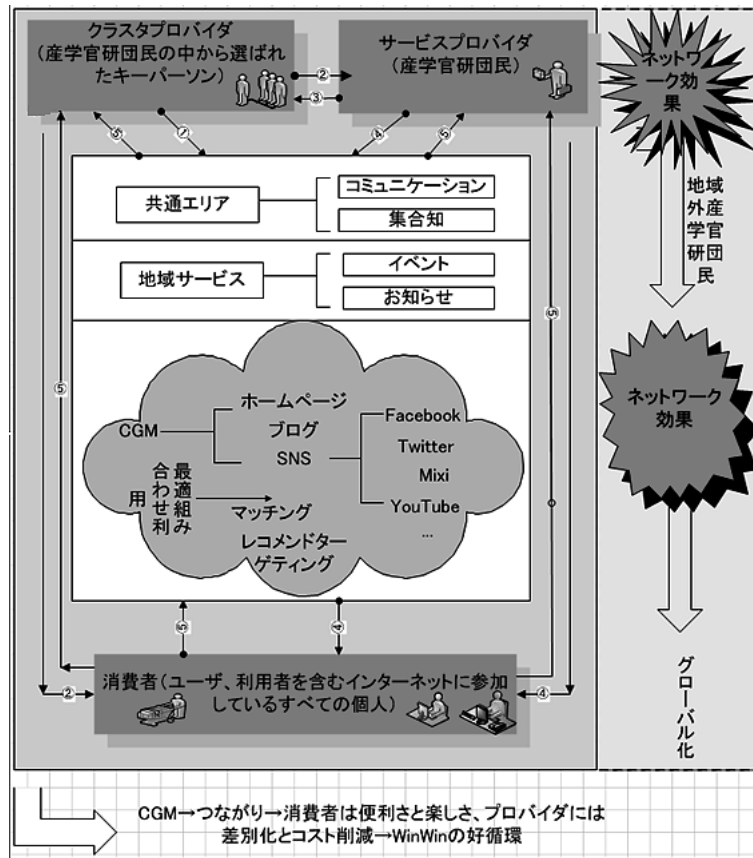 クラスタプロバイダ
(産学官研団民の中から選ばれ
たキーパーソン)
サービスプロバイダ
(産学官研団民)
②
③
⑤
①
④
⑤
ネットワ
ーク効
果
共通エリア
コミュニケーション
集合知
地域サービス
イベント
お知らせ
地域外産学官研団民
⑤
⑤
CGM
ホームページ
ブログ
SNS
Facebook
Twitter
Mixi
YouTube
...
最適組み合わせ利用
マッチング
レコメンドター
ゲティング
ネットワーク
効果
⑤
④
②
④
消費者(ユーザ、利用者を含むインターネットに参加
しているすべての個人)
グローバル化
CGM→つながり→消費者は便利さと楽しさ、プロバイダには
差別化とコスト削減→WinWinの好循環